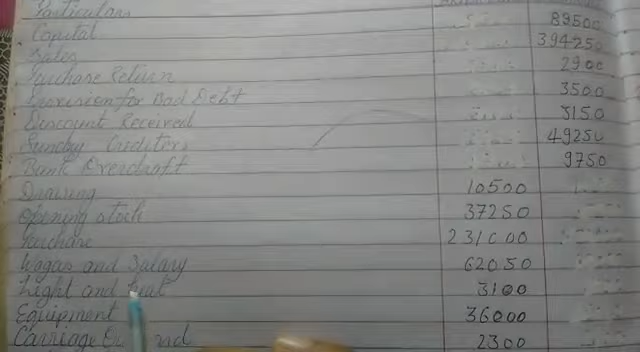 Particulars
Capital 89500
Sales 394250
Purchase Return 2900
Provision for Bad Debt 3500
Discount Received 3150
Sundry Creditors 49250
Bank Overdraft 9750
Drawing 10500
Opening stock 37250
Purchase 231000
Wages and Salary 62050
Light and heat 3100
Equipment 36000
Carriage 2300